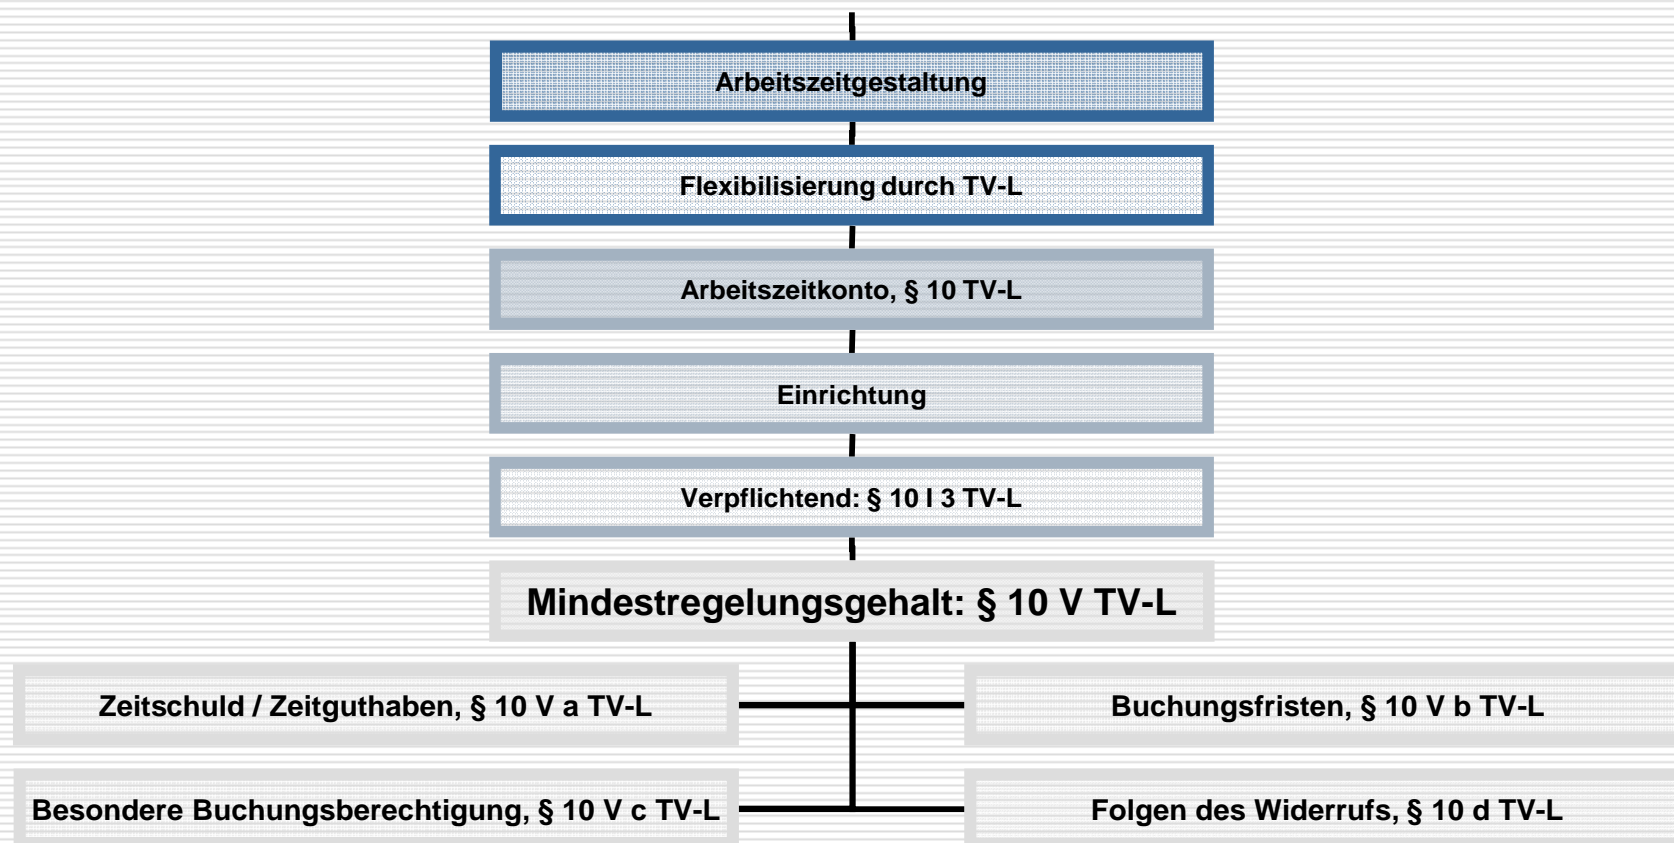 Arbeitszeitgestaltung
Flexibilisierung durch TV-L
Arbeitszeitkonto, § 10 TV-L
Einrichtung
Verpflichtend: § 10 I 3 TV-L
Mindestregelungsgehalt: § 10 V TV-L
Zeitschuld / Zeitguthaben, § 10 V a TV-L
Buchungsfristen, § 10 V b TV-L
Besondere Buchungsberechtigung, § 10 V c TV-L
Folgen des Widerrufs, § 10 d TV-L